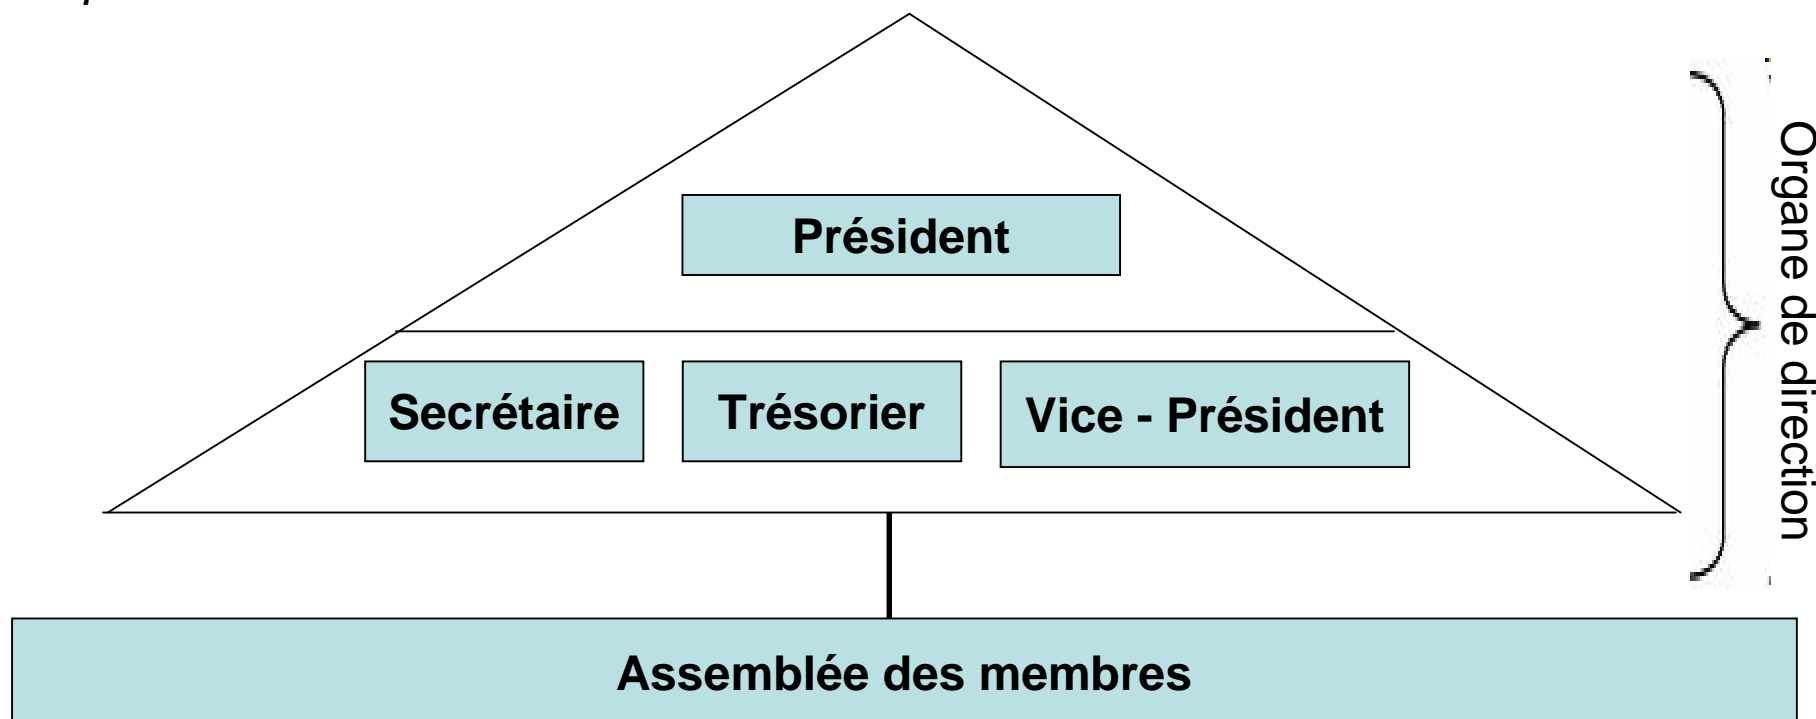 Président
Secrétaire
Trésorier
Vice - Président
Organe de direction
Assemblée des membres